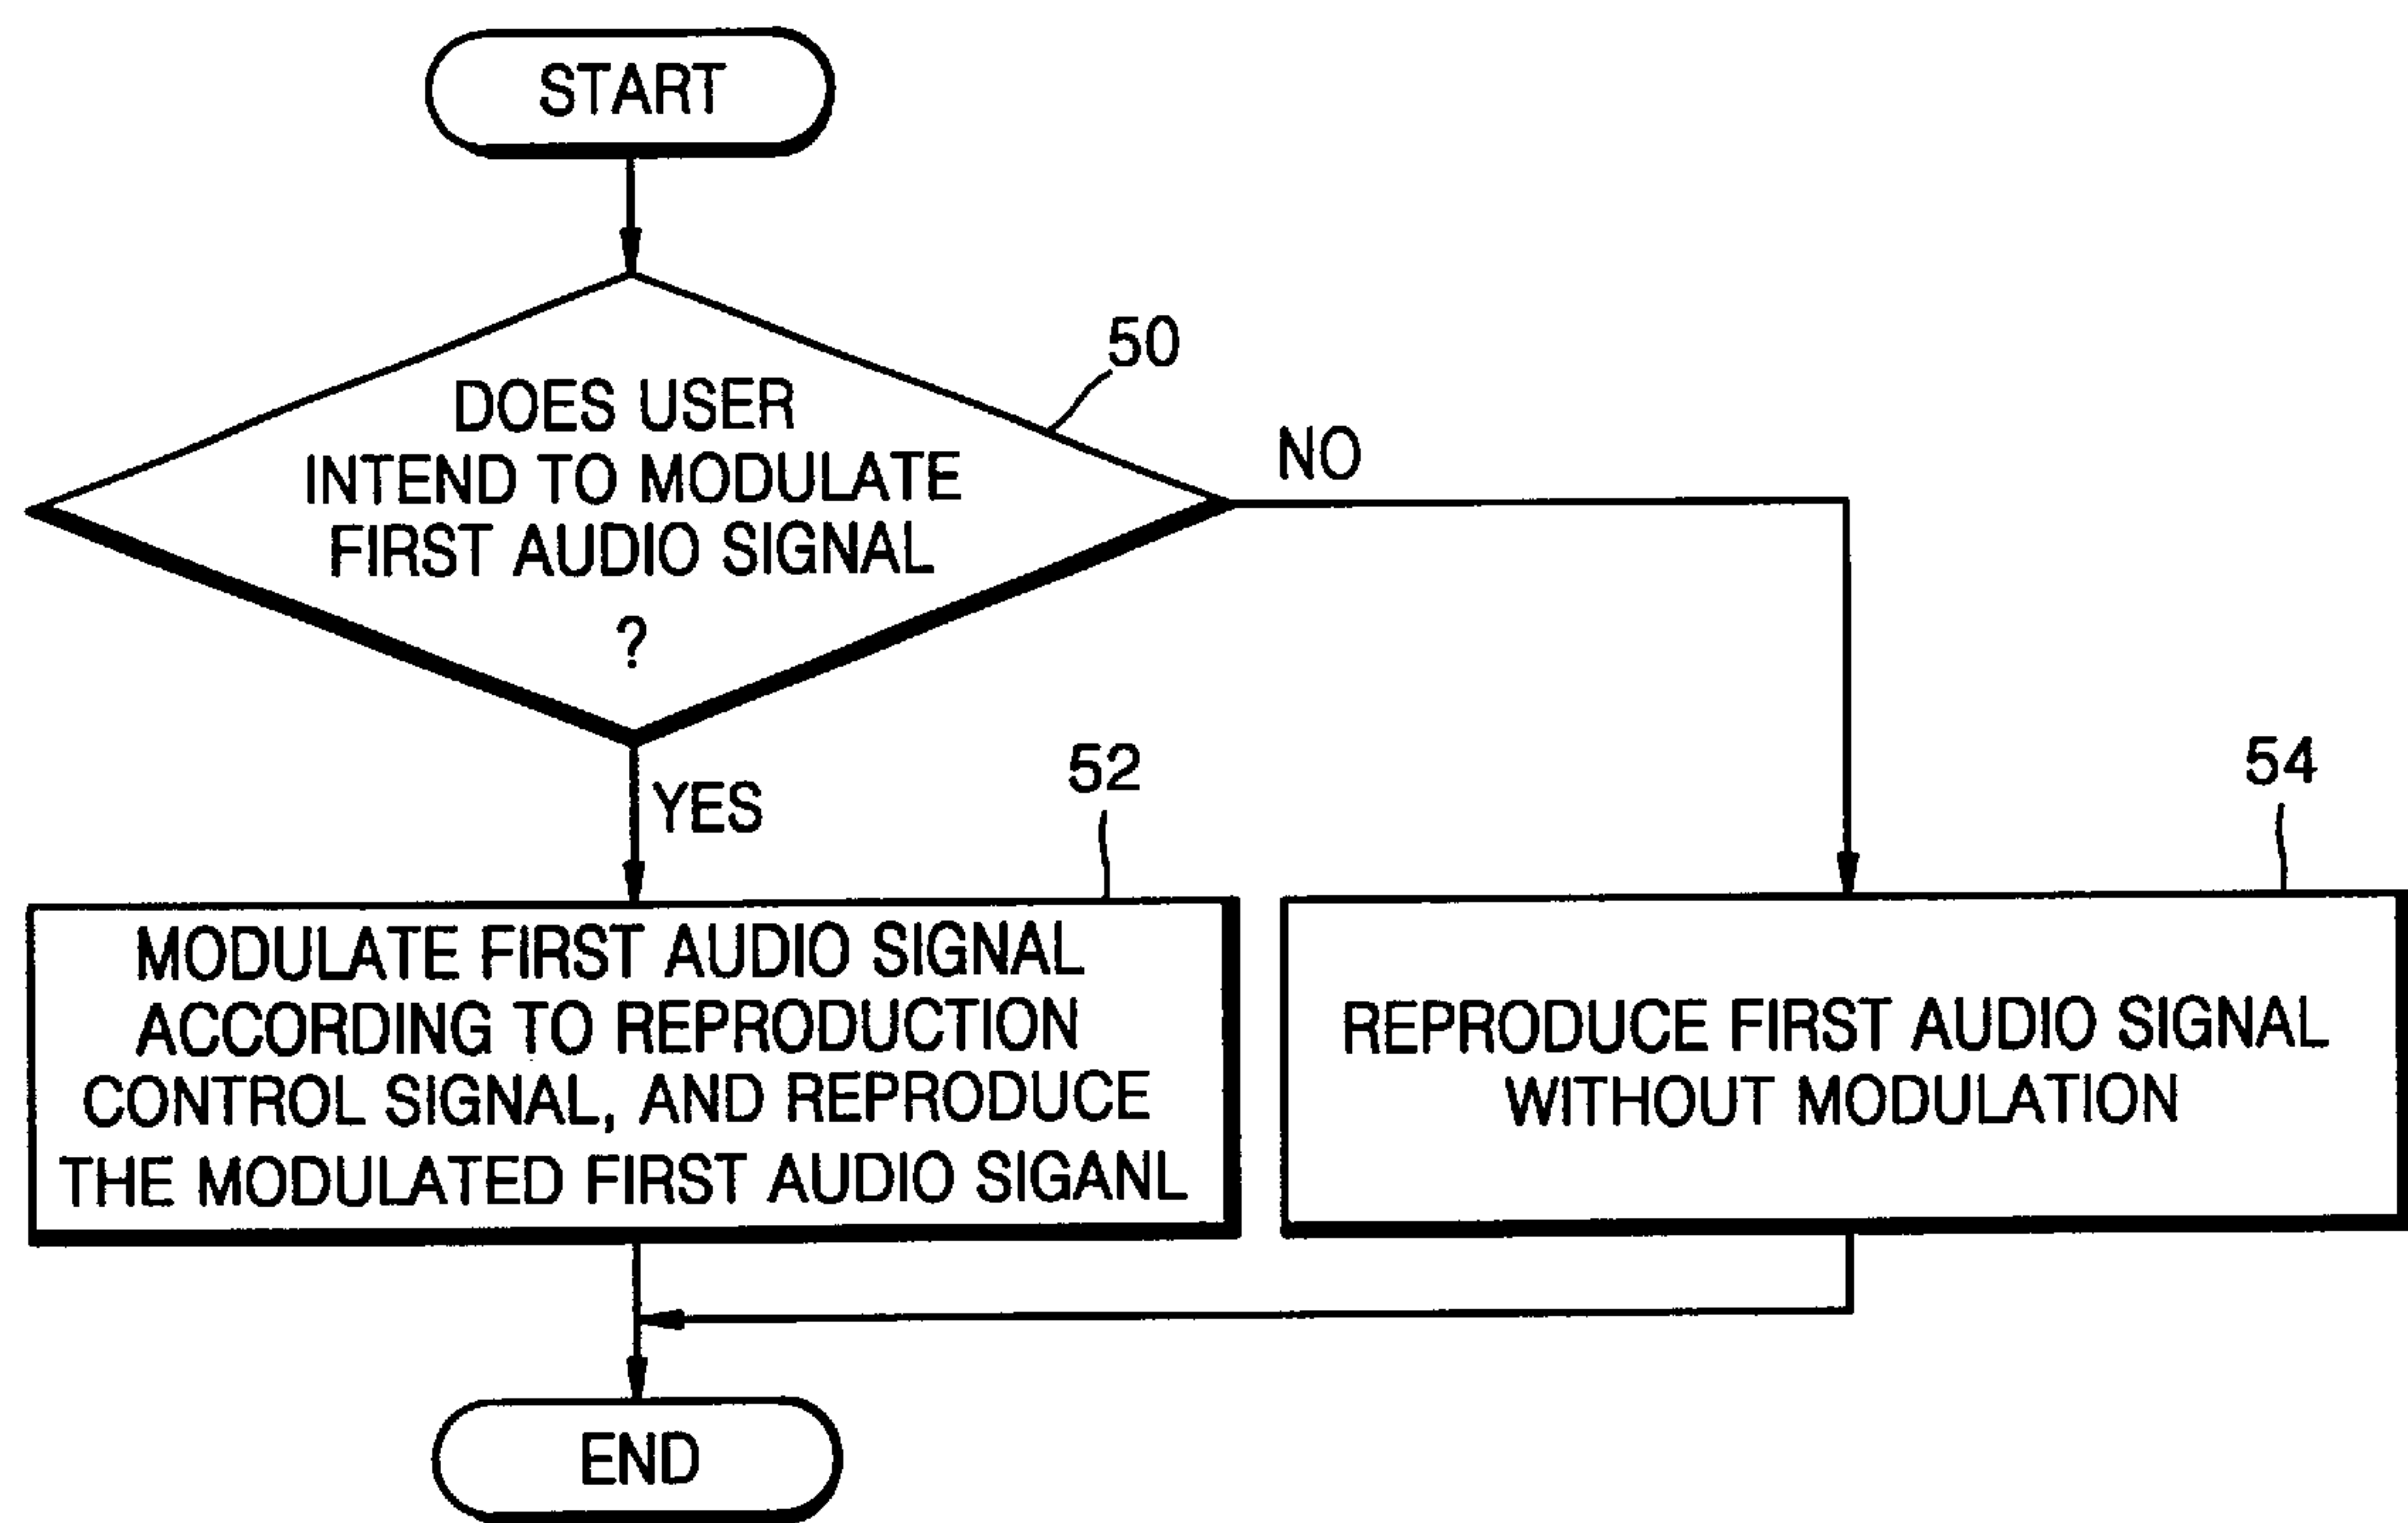 START
50
DOES USER
INTEND TO MODULATE
FIRST AUDIO SIGNAL
?
NO
YES
52
54
MODULATE FIRST AUDIO SIGNAL
ACCORDING TO REPRODUCTION
CONTROL SIGNAL, AND REPRODUCE
THE MODULATED FIRST AUDIO SIGANL
REPRODUCE FIRST AUDIO SIGNAL
WITHOUT MODULATION
END